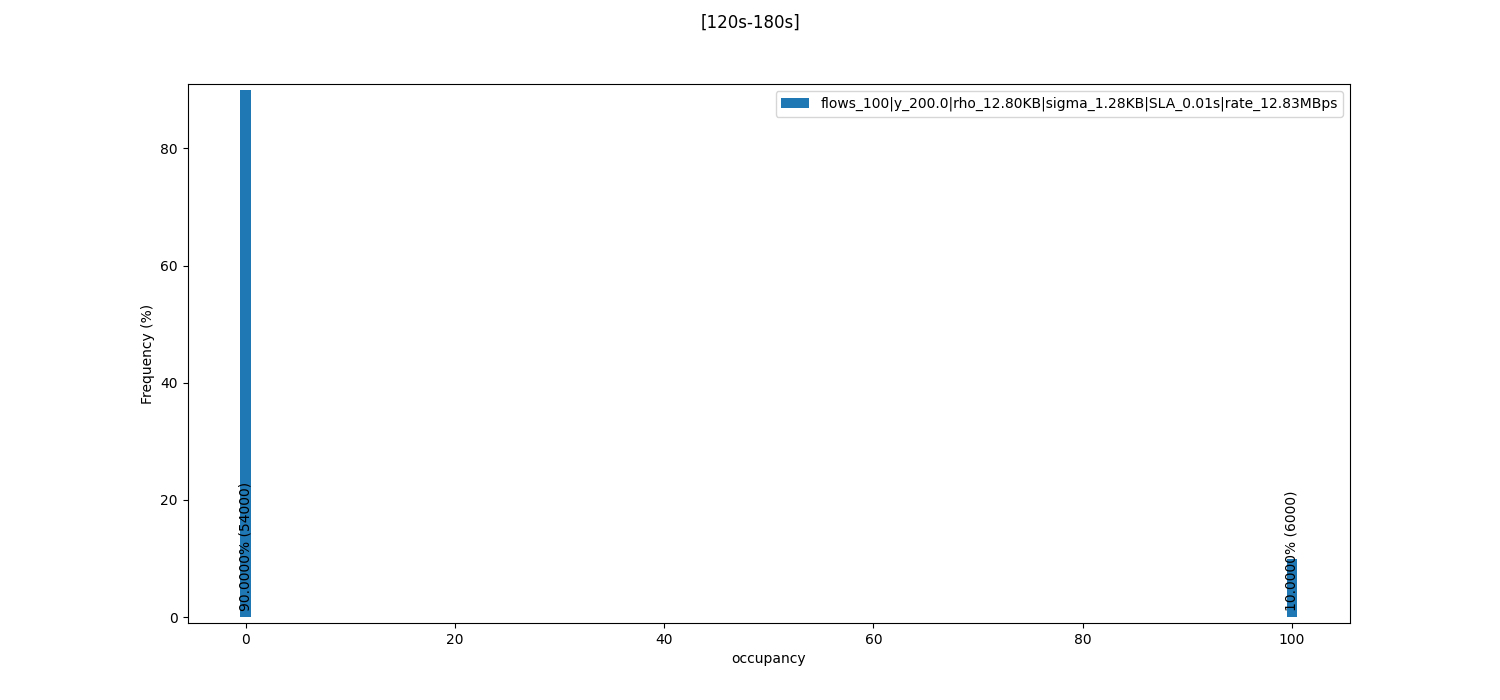 [120s-180s]
flows_100|y_200.0|rho_12.80KB|sigma_1.28KB|SLA_0.01s|rate_12.83MBps
Frequency (%)
80
60
40
20
0
90.0000% (54000)
10.0000% (6000)
0 20 40 60 80 100
occupancy